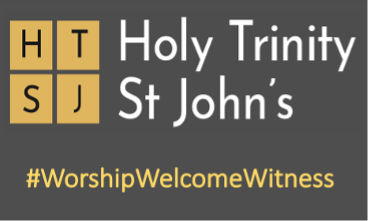 H T
S J
Holy Trinity
St John's
#WorshipWelcomeWitness